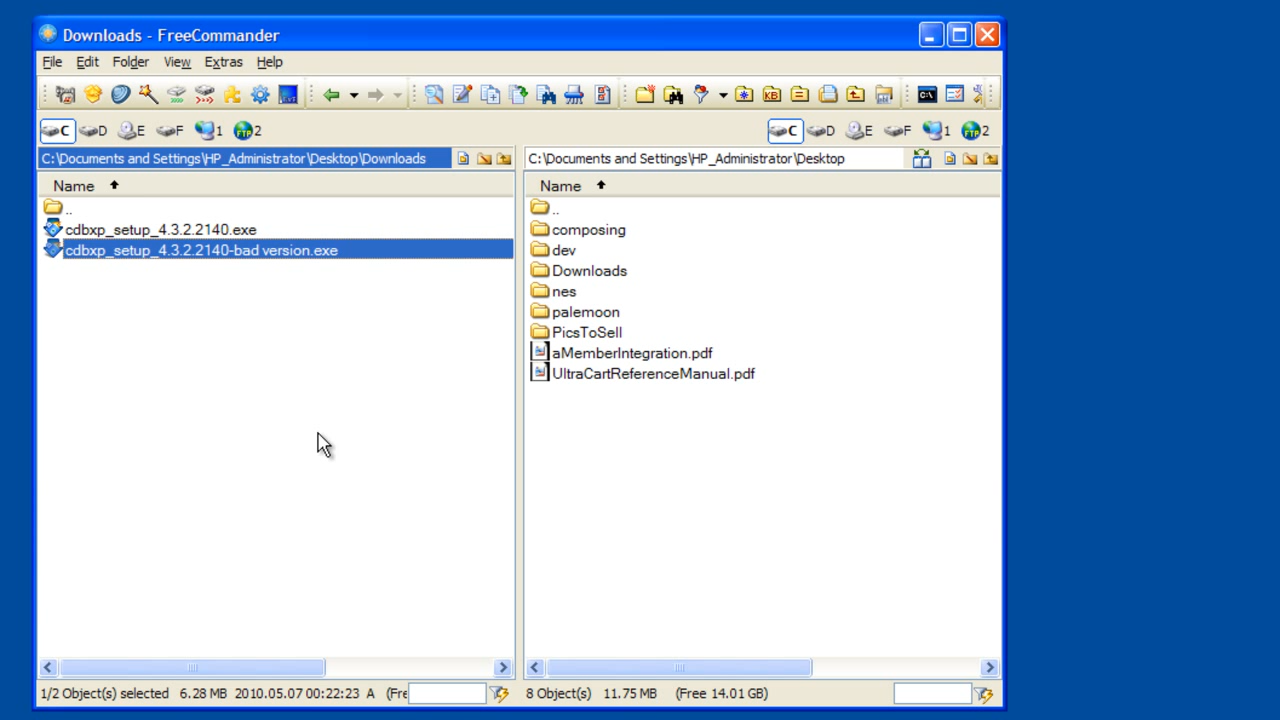 Downloads - FreeCommander
File Edit Folder View Extras Help
C D E F 1 FTP 2 C D E F 1 FTP 2
C:\Documents and Settings\HP_Administrator\Desktop\Downloads
C:\Documents and Settings\HP_Administrator\Desktop
Name
..
cdbxp_setup_4.3.2.2140.exe
cdbxp_setup_4.3.2.2140-bad version.exe
Name
..
composing
dev
Downloads
nes
palemoon
PicsToSell
aMemberIntegration.pdf
UltraCartReferenceManual.pdf
1/2 Object(s) selected 6.28 MB 2010.05.07 00:22:23 A (Fre
8 Object(s) 11.75 MB (Free 14.01 GB)